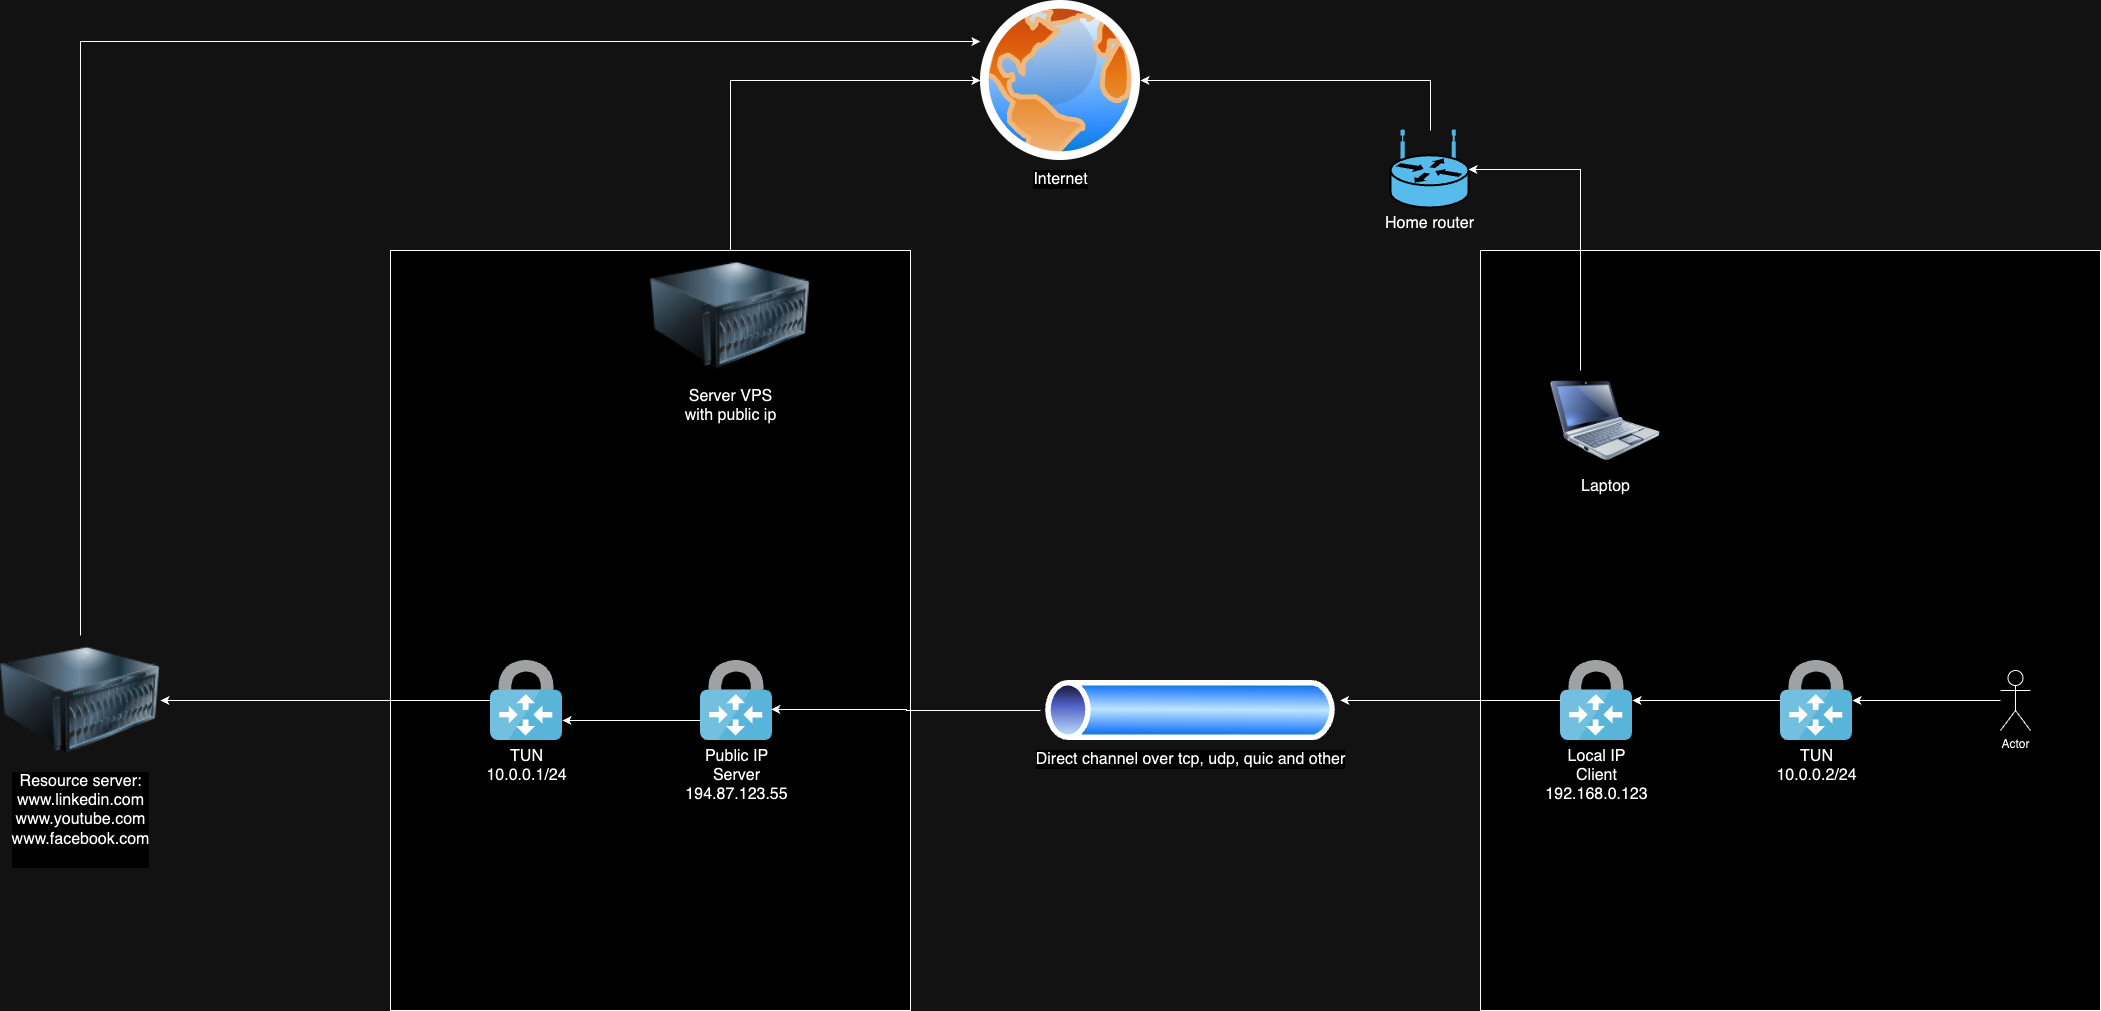 Internet
Home router
Server VPS
with public ip
Laptop
Resource server:
www.linkedin.com
www.youtube.com
www.facebook.com
TUN
10.0.0.1/24
Public IP
Server
194.87.123.55
Direct channel over tcp, udp, quic and other
Local IP
Client
192.168.0.123
TUN
10.0.0.2/24
Actor